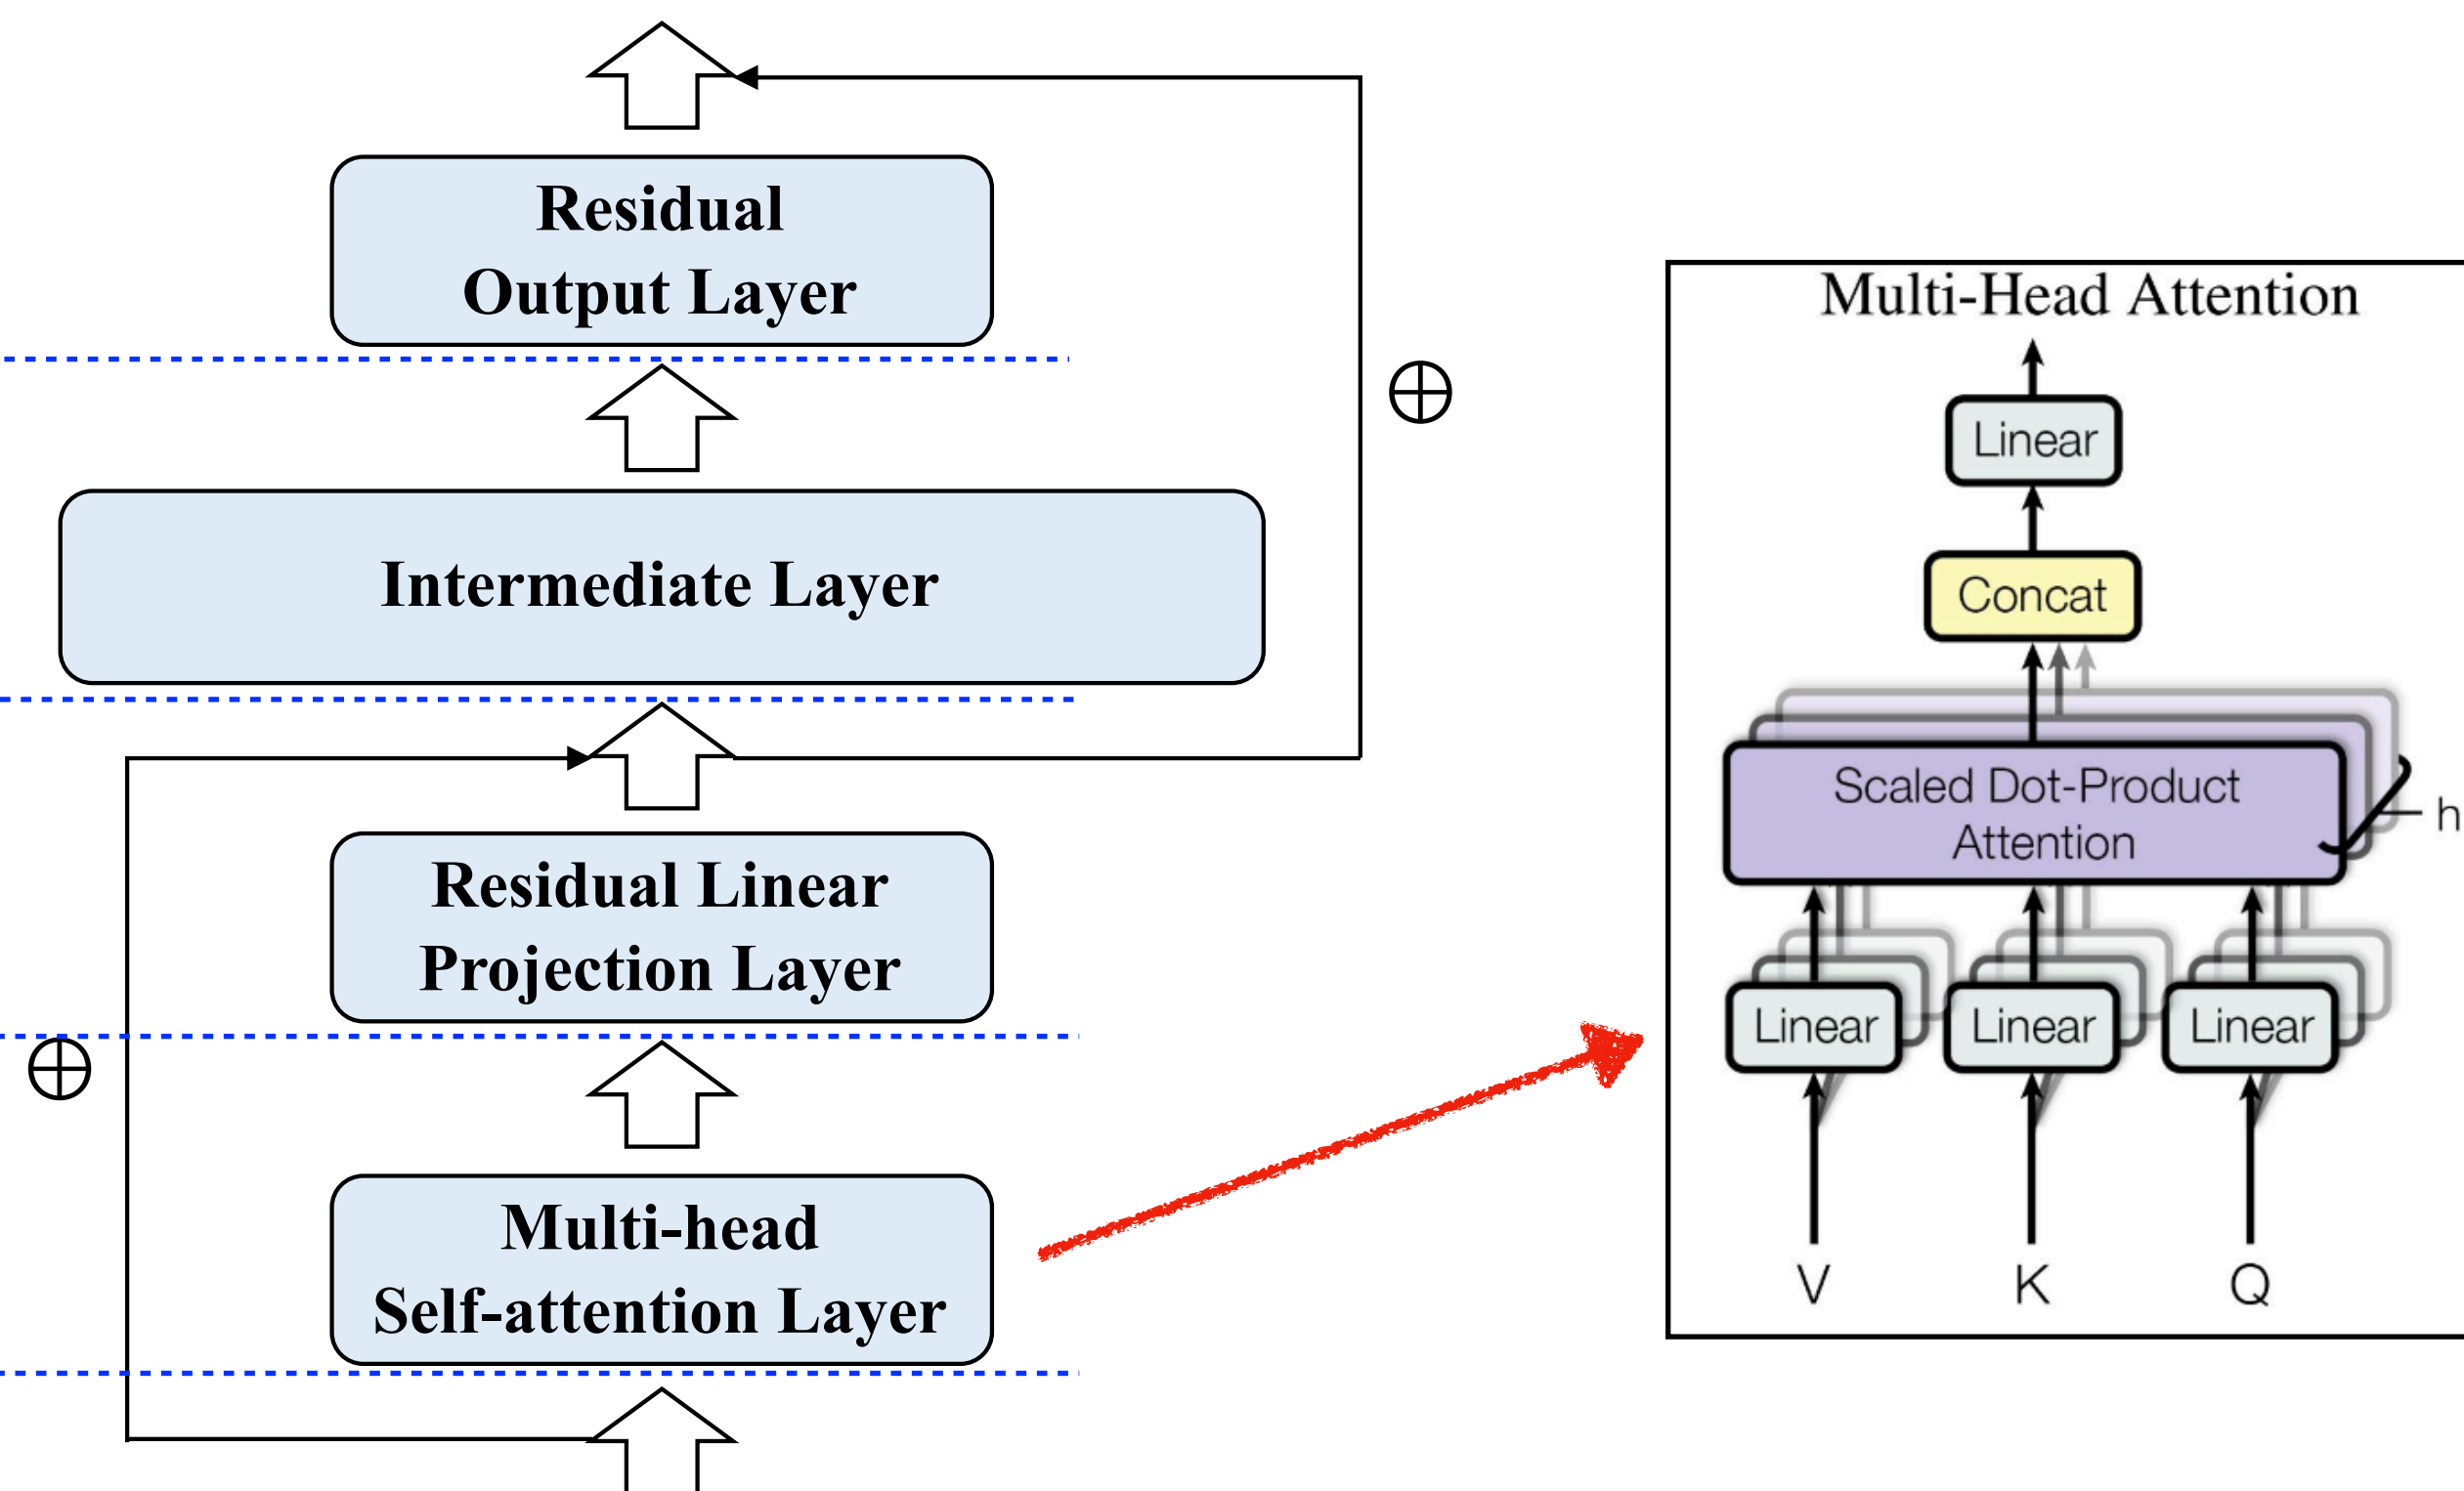 Residual
Output Layer
Intermediate Layer
Residual Linear
Projection Layer
Multi-head
Self-attention Layer
Multi-Head Attention
Linear
Concat
Scaled Dot-Product
Attention
h
Linear
Linear
Linear
V
K
Q